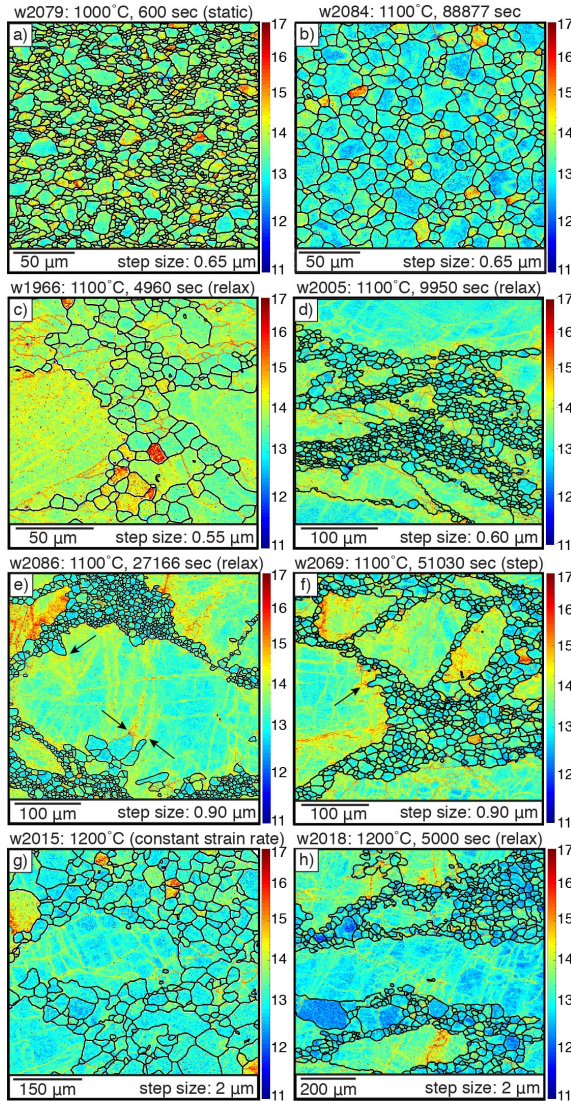 w2079: 1000˚C, 600 sec (static)
a)
17
16
15
14
13
12
11
50 µm
step size: 0.65 µm
w2084: 1100˚C, 88877 sec
b)
17
16
15
14
13
12
11
50 µm
step size: 0.65 µm
w1966: 1100˚C, 4960 sec (relax)
c)
17
16
15
14
13
12
11
50 µm
step size: 0.55 µm
w2005: 1100˚C, 9950 sec (relax)
d)
17
16
15
14
13
12
11
100 µm
step size: 0.60 µm
w2086: 1100˚C, 27166 sec (relax)
e)
17
16
15
14
13
12
11
100 µm
step size: 0.90 µm
w2069: 1100˚C, 51030 sec (step)
f)
17
16
15
14
13
12
11
100 µm
step size: 0.90 µm
w2015: 1200˚C (constant strain rate)
g)
17
16
15
14
13
12
11
150 µm
step size: 2 µm
w2018: 1200˚C, 5000 sec (relax)
h)
17
16
15
14
13
12
11
200 µm
step size: 2 µm